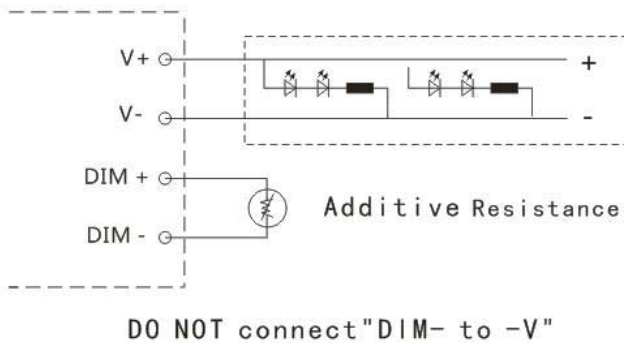 V+
+
V-
-
DIM +
DIM -
Additive Resistance
DO NOT connect"DIM- to -V"